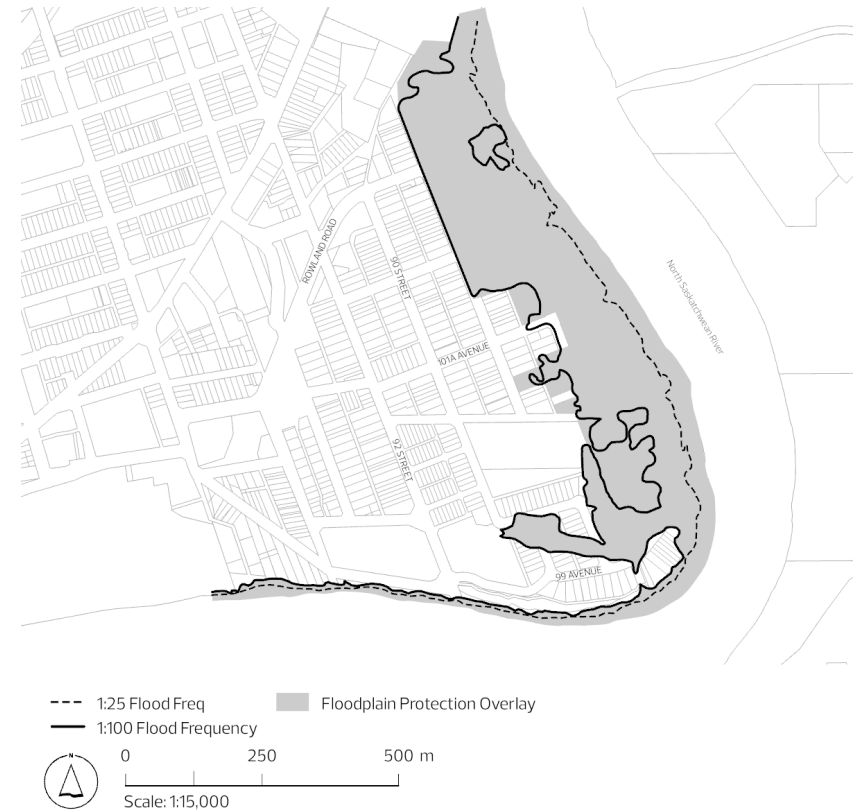 ROWLAND ROAD
90 STREET
North Saskatchwean River
101A AVENUE
92 STREET
99 AVENUE
1:25 Flood Freq
Floodplain Protection Overlay
1:100 Flood Frequency
N
0 250 500 m
Scale: 1:15,000